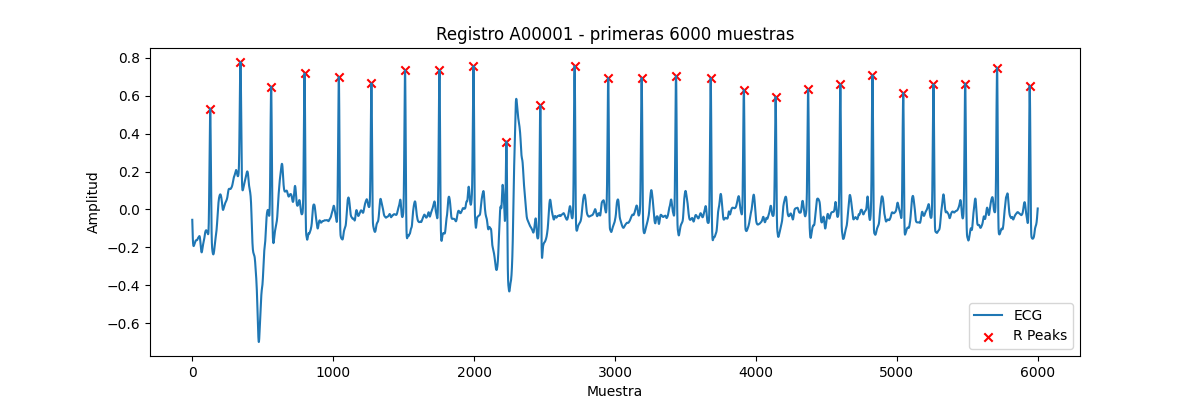 Registro A00001 - primeras 6000 muestras
Amplitud
0.8
0.6
0.4
0.2
0.0
−0.2
−0.4
−0.6
0 1000 2000 3000 4000 5000 6000
Muestra
ECG
R Peaks